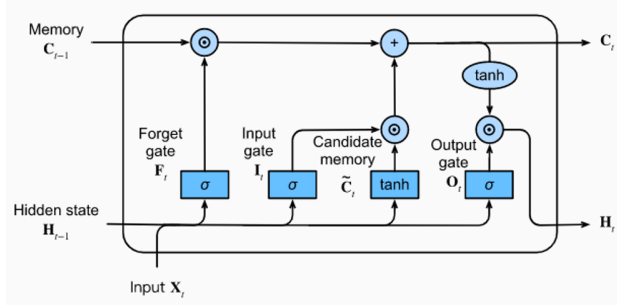 Memory
C_{t−1}
C_t
tanh
Forget
gate
F_t
Input
gate
I_t
Candidate
memory
C̃_t
Output
gate
O_t
σ
σ
tanh
σ
Hidden state
H_{t−1}
H_t
Input X_t